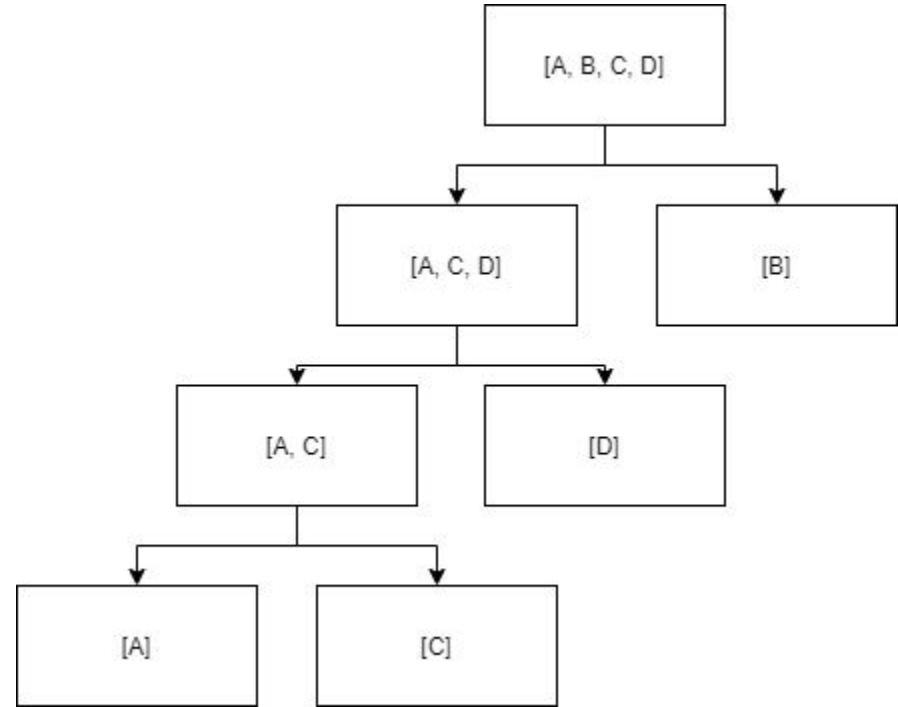 [A, B, C, D]
[A, C, D]
[B]
[A, C]
[D]
[A]
[C]